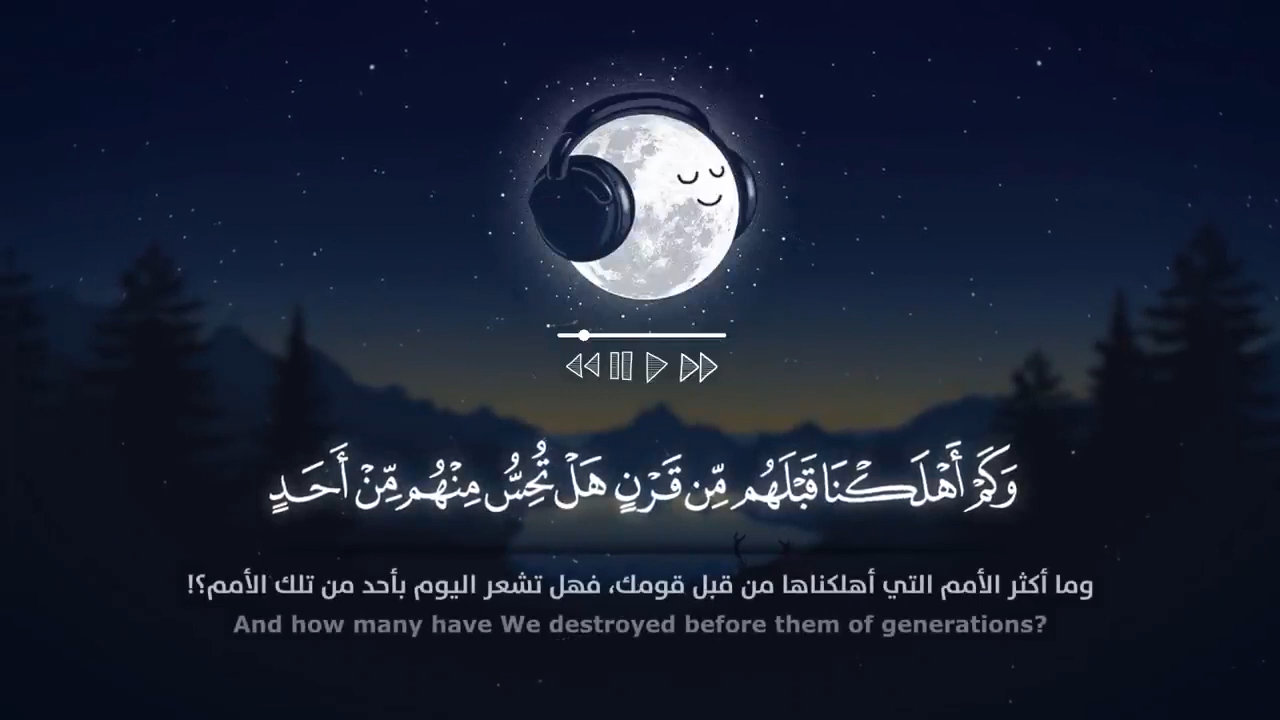 وَكَمْ أَهْلَكْنَا قَبْلَهُم مِّن قَرْنٍ هَلْ تُحِسُّ مِنْهُم مِّنْ أَحَدٍ
وما أكثر الأمم التي أهلكناها من قبل قومك، فهل تشعر اليوم بأحد من تلك الأمم؟!
And how many have We destroyed before them of generations?